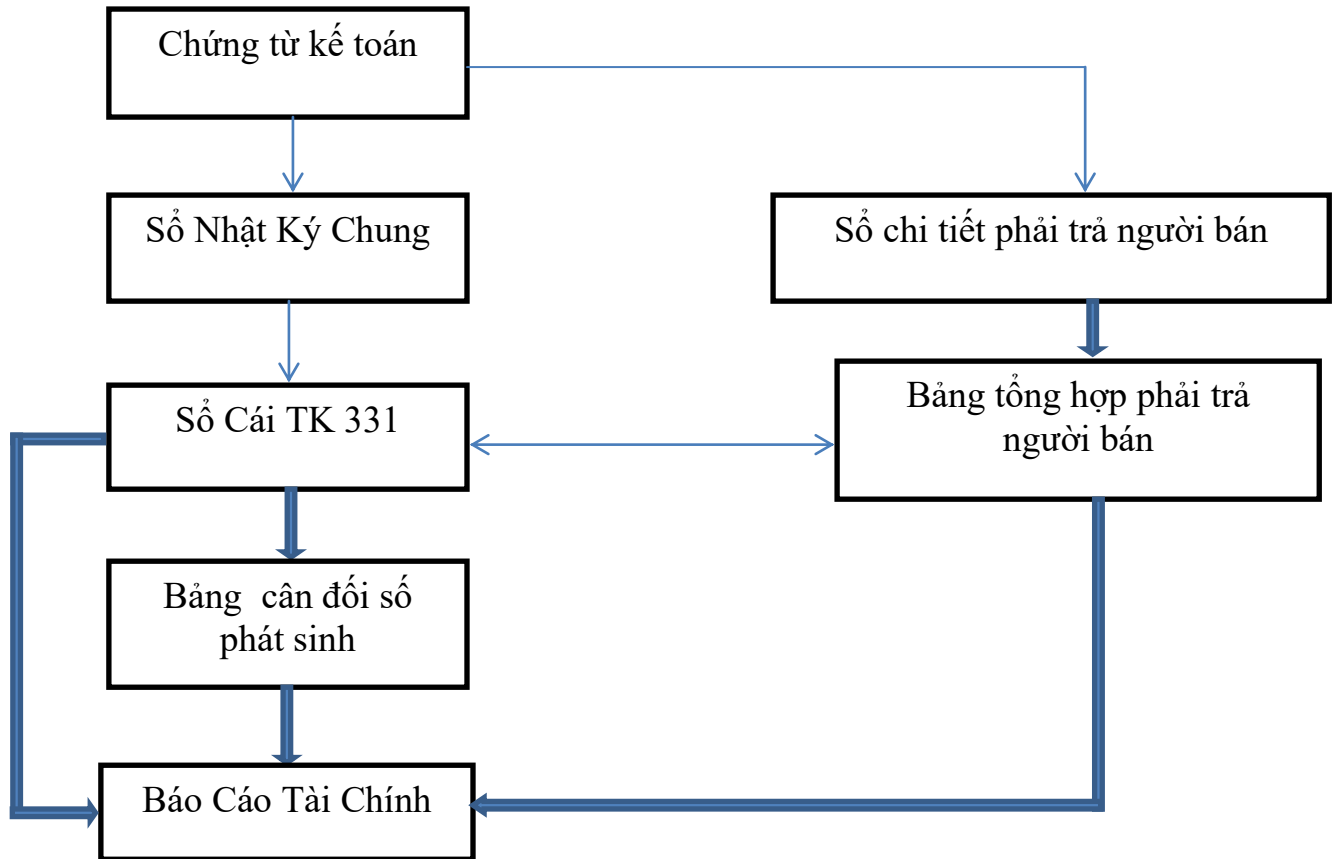 Chứng từ kế toán
Sổ Nhật Ký Chung
Sổ chi tiết phải trả người bán
Sổ Cái TK 331
Bảng tổng hợp phải trả
người bán
Bảng cân đối số
phát sinh
Báo Cáo Tài Chính